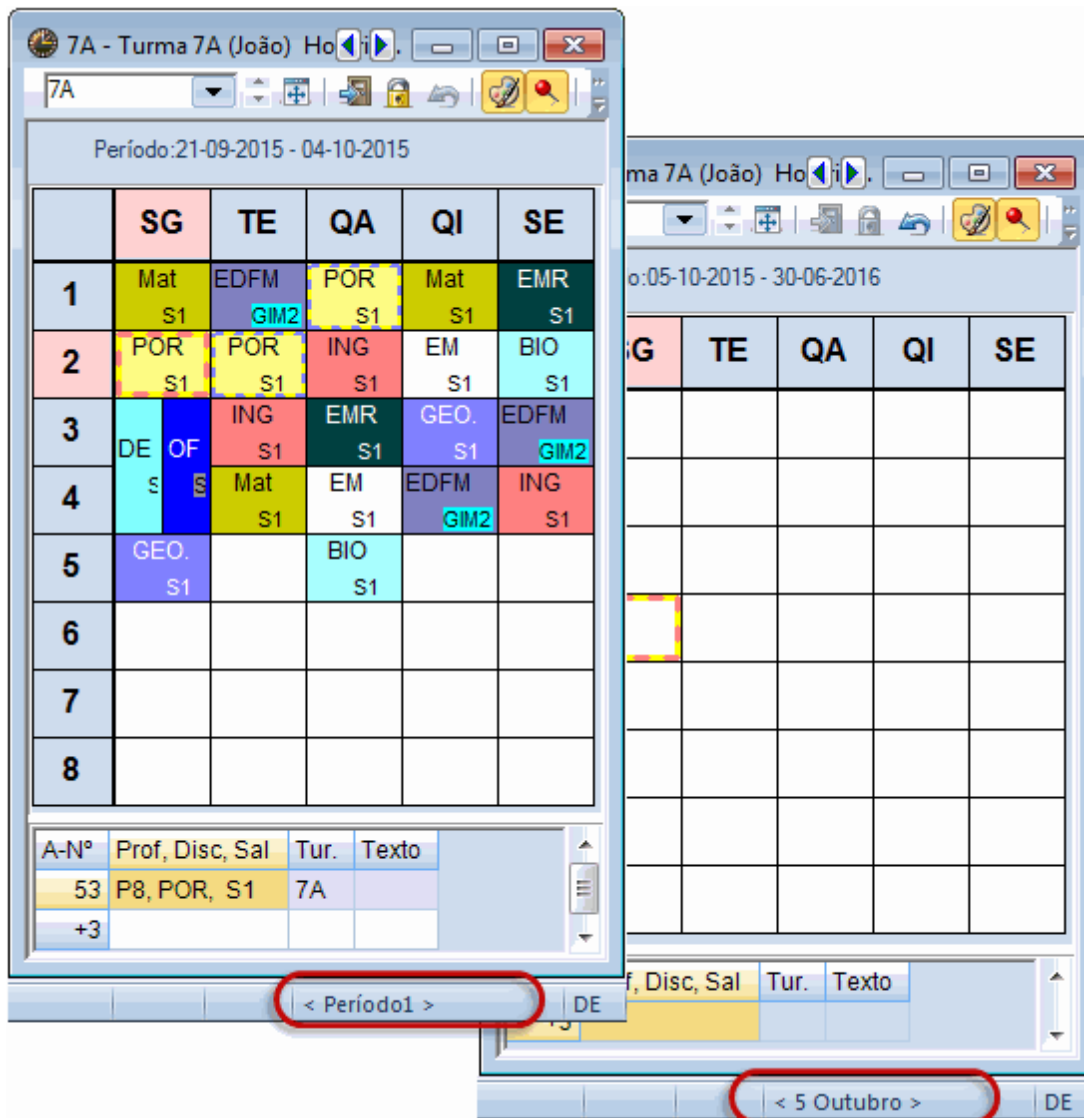 7A - Turma 7A (João) Ho ri .
7A
Período:21-09-2015 - 04-10-2015
SG TE QA QI SE
1 Mat EDFM POR Mat EMR
S1 GIM2 S1 S1 S1
2 POR POR ING EM BIO
S1 S1 S1 S1 S1
3 DE OF ING EMR GEO. EDFM
S1 S1 S1 GIM2
4 S S Mat EM EDFM ING
S1 S1 GIM2 S1
5 GEO. BIO
S1 S1
6
7
8
A-Nº Prof, Disc, Sal Tur. Texto
53 P8, POR, S1 7A
+3
< Período1 > DE
ma 7A (João) Ho ri .
o:05-10-2015 - 30-06-2016
G TE QA QI SE
f, Disc, Sal Tur. Texto
< 5 Outubro > DE